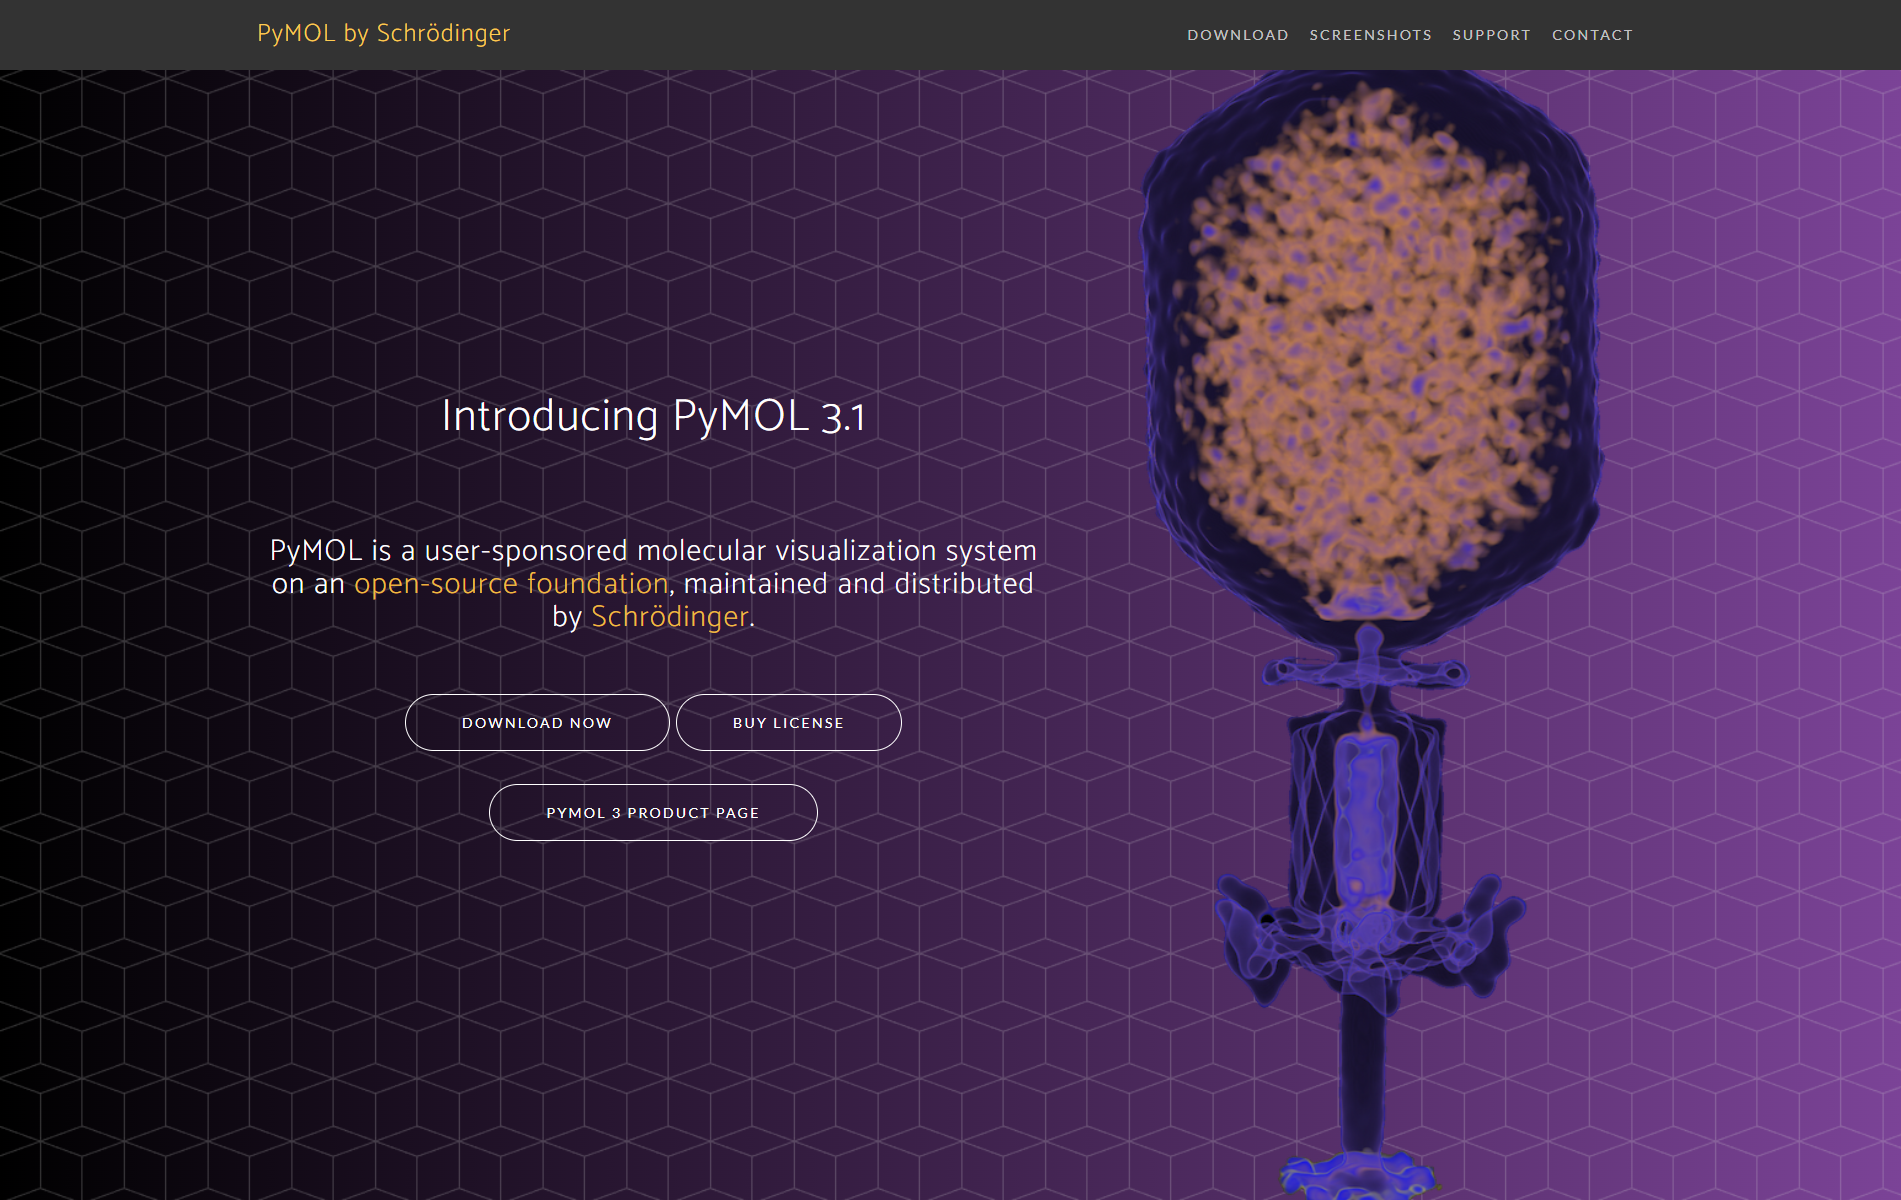 PyMOL by Schrödinger
DOWNLOAD SCREENSHOTS SUPPORT CONTACT
Introducing PyMOL 3.1
PyMOL is a user-sponsored molecular visualization system
on an open-source foundation, maintained and distributed
by Schrödinger.
DOWNLOAD NOW BUY LICENSE
PYMOL 3 PRODUCT PAGE